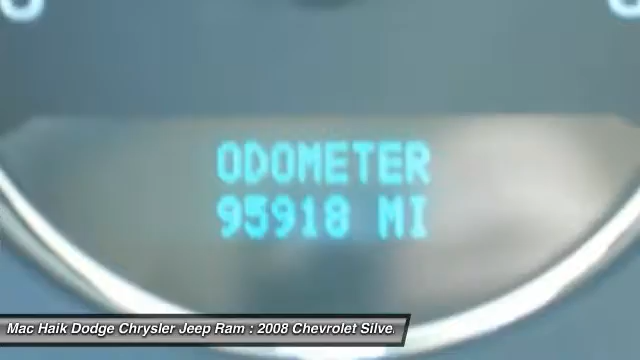 ODOMETER
95918 MI
Mac Haik Dodge Chrysler Jeep Ram : 2008 Chevrolet Silve